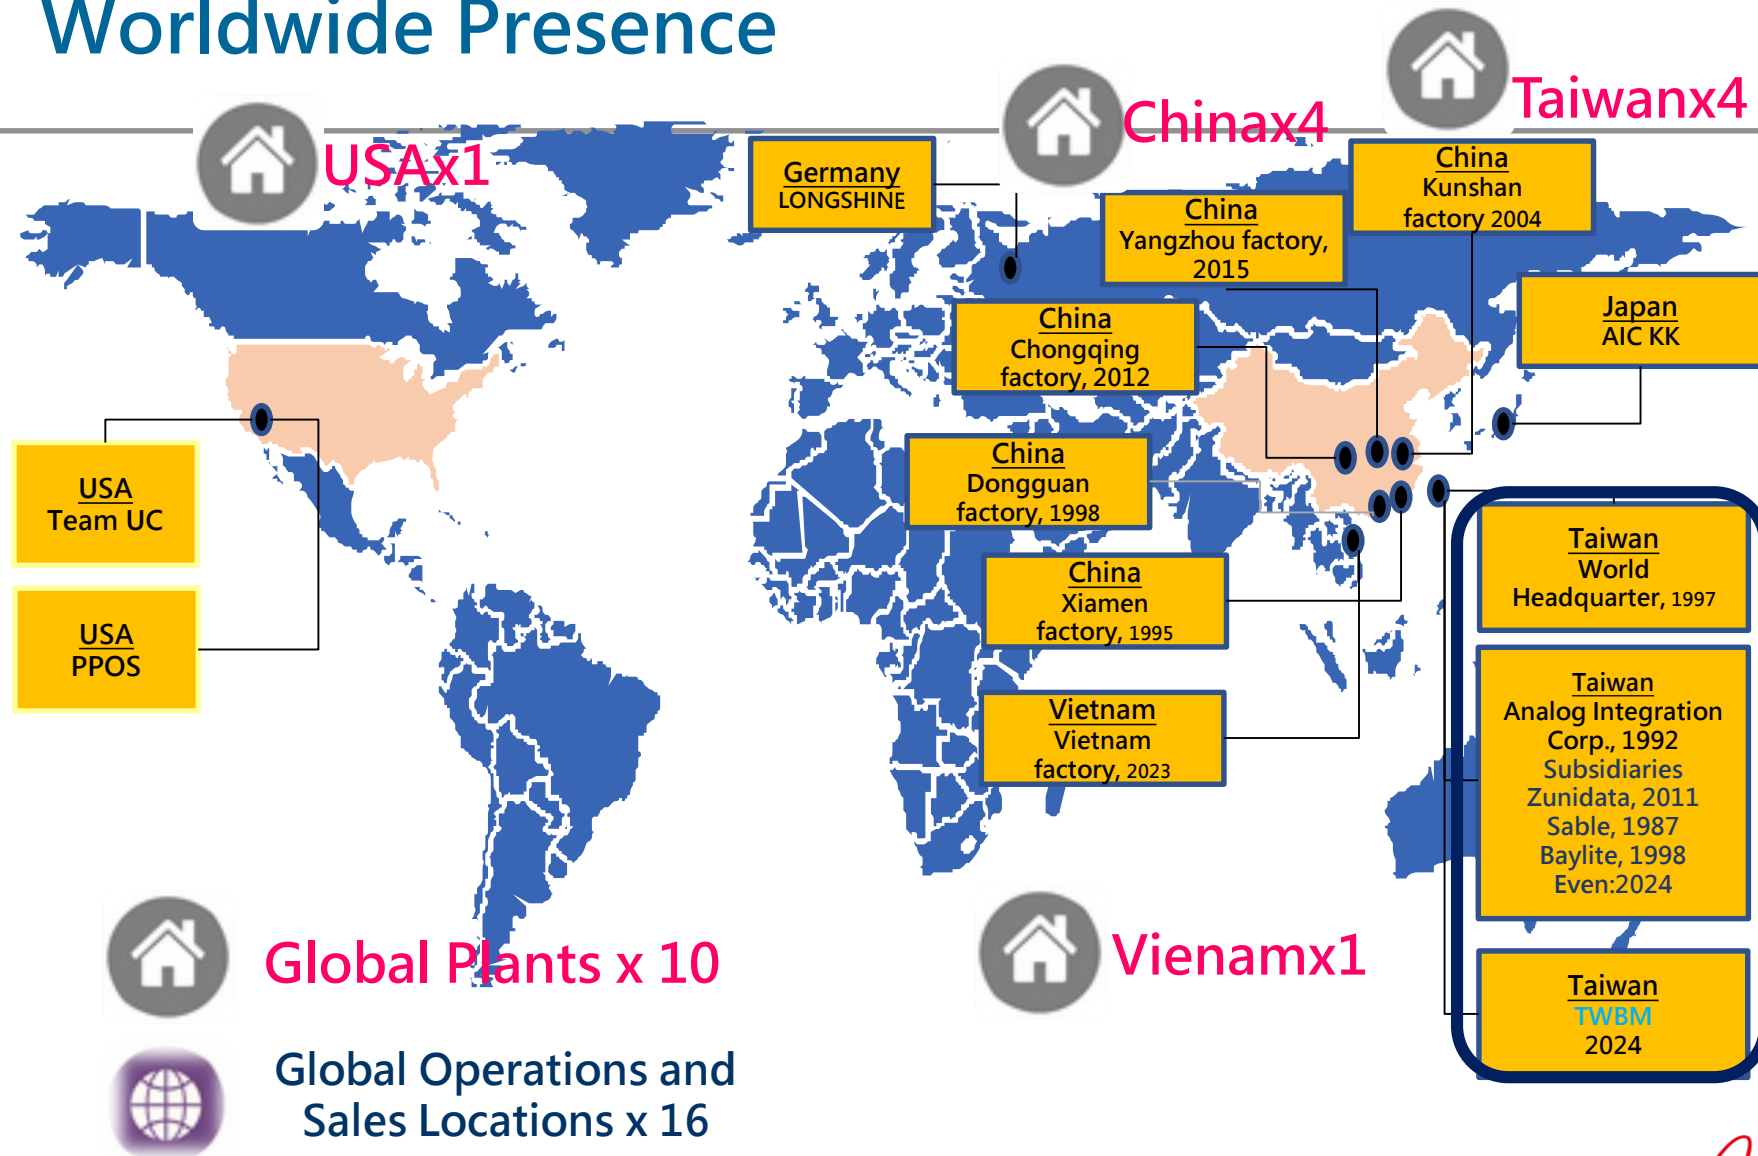 Worldwide Presence
USAx1
Chinax4
Taiwanx4
Germany
LONGSHINE
China
Yangzhou factory,
2015
China
Kunshan
factory 2004
China
Chongqing
factory, 2012
Japan
AIC KK
USA
Team UC
China
Dongguan
factory, 1998
Taiwan
World
Headquarter, 1997
China
Xiamen
factory, 1995
USA
PPOS
Taiwan
Analog Integration
Corp., 1992
Subsidiaries
Zunidata, 2011
Sable, 1987
Baylite, 1998
Even:2024
Vietnam
Vietnam
factory, 2023
Global Plants x 10
Vienamx1
Taiwan
TWBM
2024
Global Operations and
Sales Locations x 16